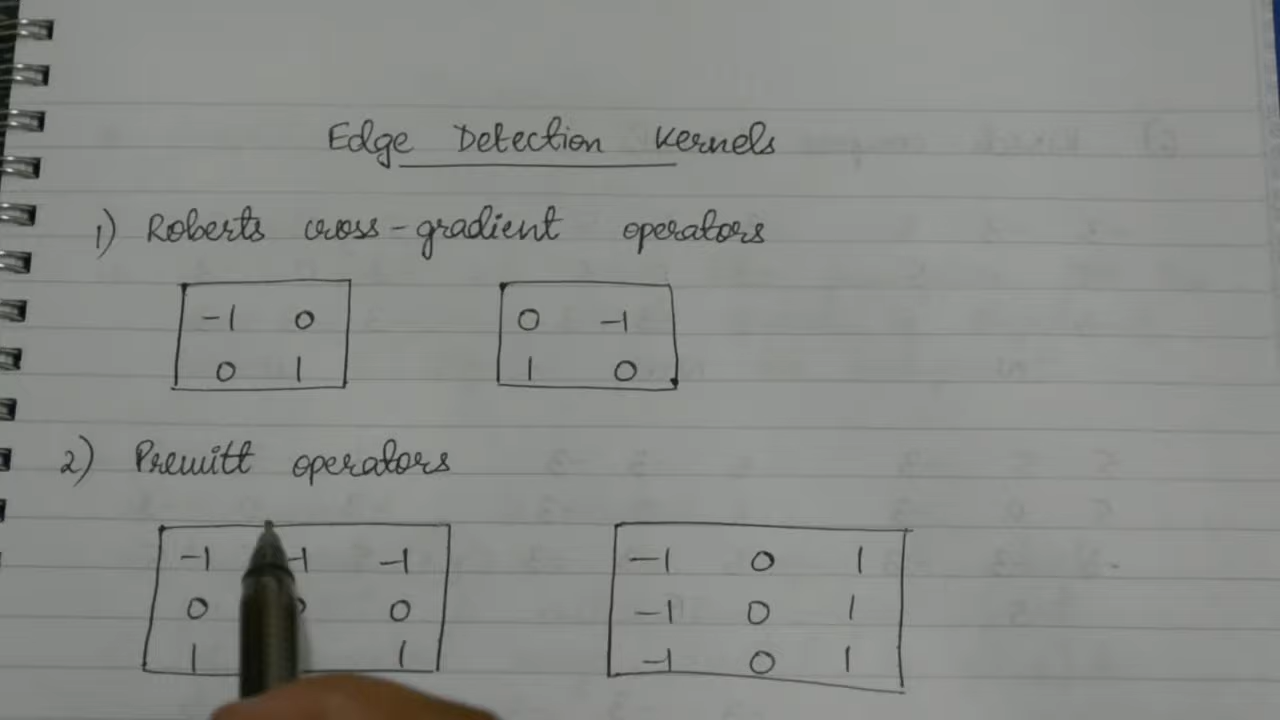 Edge Detection Kernels
1) Roberts cross-gradient operators
-1 0 0 -1
0 1 1 0
2) Prewitt operators
-1 -1 -1 -1 0 1
0 0 -1 0 1
1 1 -1 0 1